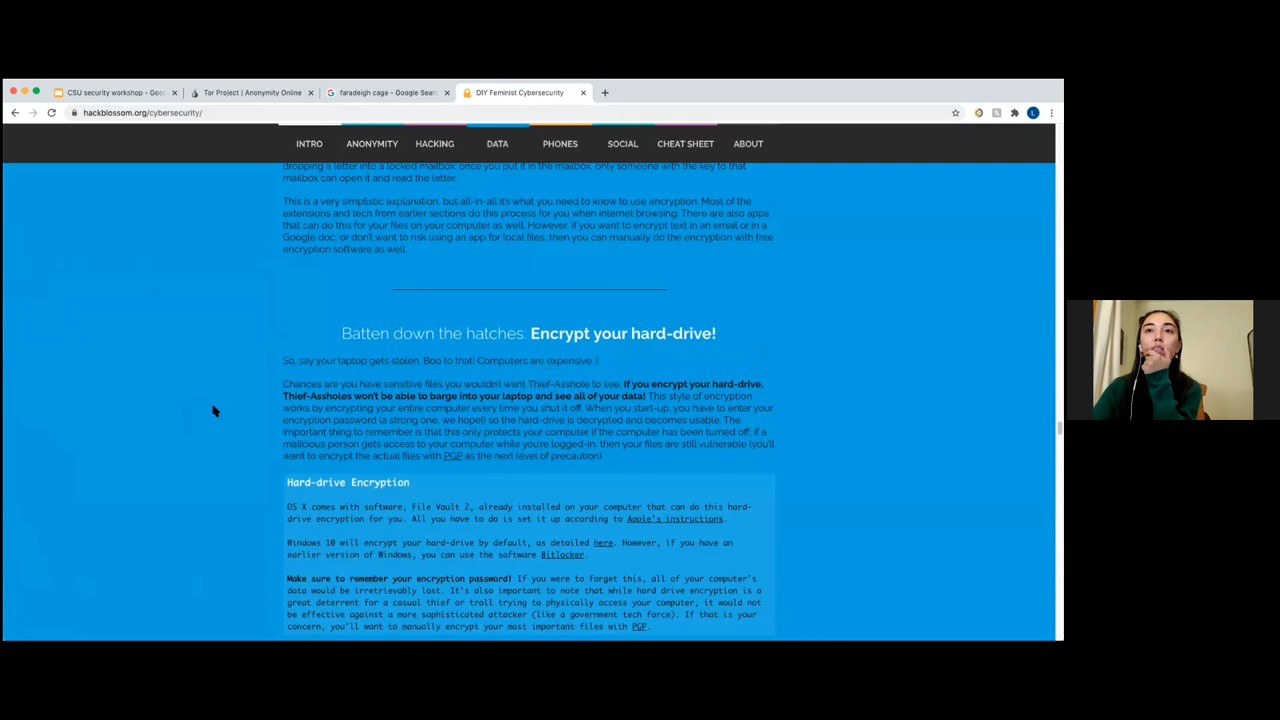 CSU security workshop - Goo
Tor Project | Anonymity Online
faradeigh cage - Google Sear
DIY Feminist Cybersecurity
hackblossom.org/cybersecurity/
L
INTRO ANONYMITY HACKING DATA PHONES SOCIAL CHEAT SHEET ABOUT
dropping a letter into a locked mailbox: once you put it in the mailbox, only someone with the key to that
mailbox can open it and read the letter.
This is a very simplistic explanation, but all-in-all it's what you need to know to use encryption. Most of the
extensions and tech from earlier sections do this process for you when internet browsing. There are also apps
that can do this for your files on your computer as well. However, if you want to encrypt text in an email or in a
Google doc, or don't want to risk using an app for local files, then you can manually do the encryption with free
encryption software as well.
Batten down the hatches: Encrypt your hard-drive!
So, say your laptop gets stolen. Boo to that! Computers are expensive :(
Chances are you have sensitive files you wouldn't want Thief-Asshole to see. If you encrypt your hard-drive,
Thief-Assholes won't be able to barge into your laptop and see all of your data! This style of encryption
works by encrypting your entire computer every time you shut it off. When you start-up, you have to enter your
encryption password (a strong one, we hope!) so the hard-drive is decrypted and becomes usable. The
important thing to remember is that this only protects your computer if the computer has been turned off; if a
malicious person gets access to your computer while you're logged-in, then your files are still vulnerable (you'll
want to encrypt the actual files with PGP as the next level of precaution).
Hard-drive Encryption
OS X comes with software, File Vault 2, already installed on your computer that can do this hard-
drive encryption for you. All you have to do is set it up according to Apple's instructions.
Windows 10 will encrypt your hard-drive by default, as detailed here. However, if you have an
earlier version of Windows, you can use the software Bitlocker.
Make sure to remember your encryption password! If you were to forget this, all of your computer's
data would be irretrievably lost. It's also important to note that while hard drive encryption is a
great deterrent for a casual thief or troll trying to physically access your computer, it would not
be effective against a more sophisticated attacker (like a government tech force). If that is your
concern, you'll want to manually encrypt your most important files with PGP.